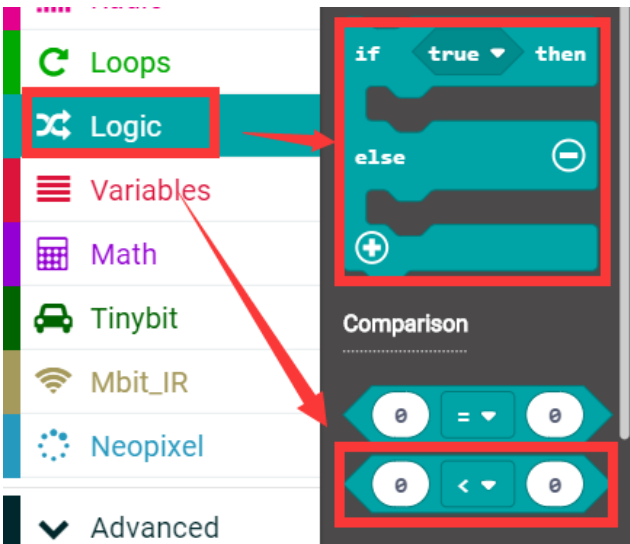 Loops
Logic
Variables
Math
Tinybit
Mbit_IR
Neopixel
Advanced
if true then
else
Comparison
0 = 0
0 < 0